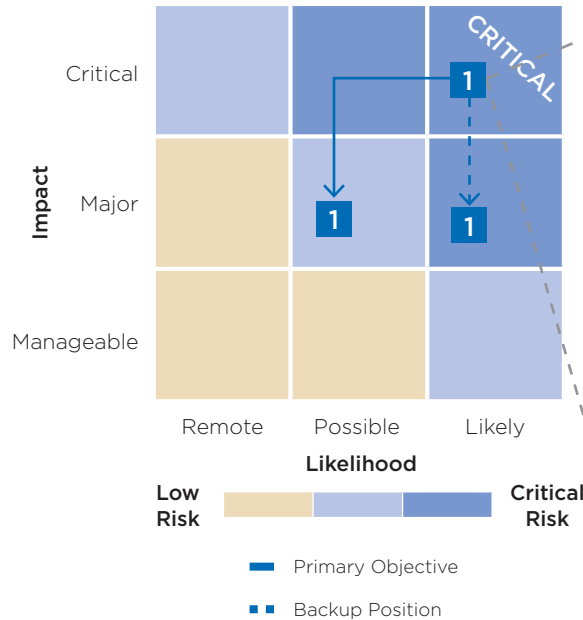 CRITICAL
Critical
1
Impact
Major
1
1
Manageable
Remote
Possible
Likely
Likelihood
Low
Risk
Critical
Risk
Primary Objective
Backup Position